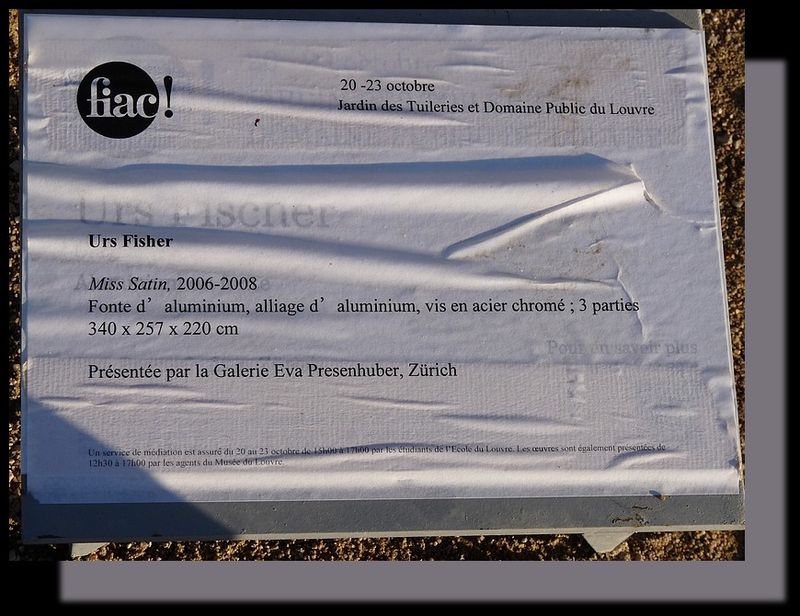 fiac!
20 -23 octobre
Jardin des Tuileries et Domaine Public du Louvre
Urs Fischer
Urs Fisher
Miss Satin, 2006-2008
Fonte d’ aluminium, alliage d’ aluminium, vis en acier chromé ; 3 parties
340 x 257 x 220 cm
Pour en savoir plus
Présentée par la Galerie Eva Presenhuber, Zürich
Un service de médiation est assuré du 20 au 23 octobre de 15h00 à 17h00 par les étudiants de l’Ecole du Louvre. Les œuvres sont également présentées de
12h30 à 17h00 par les agents du Musée du Louvre.